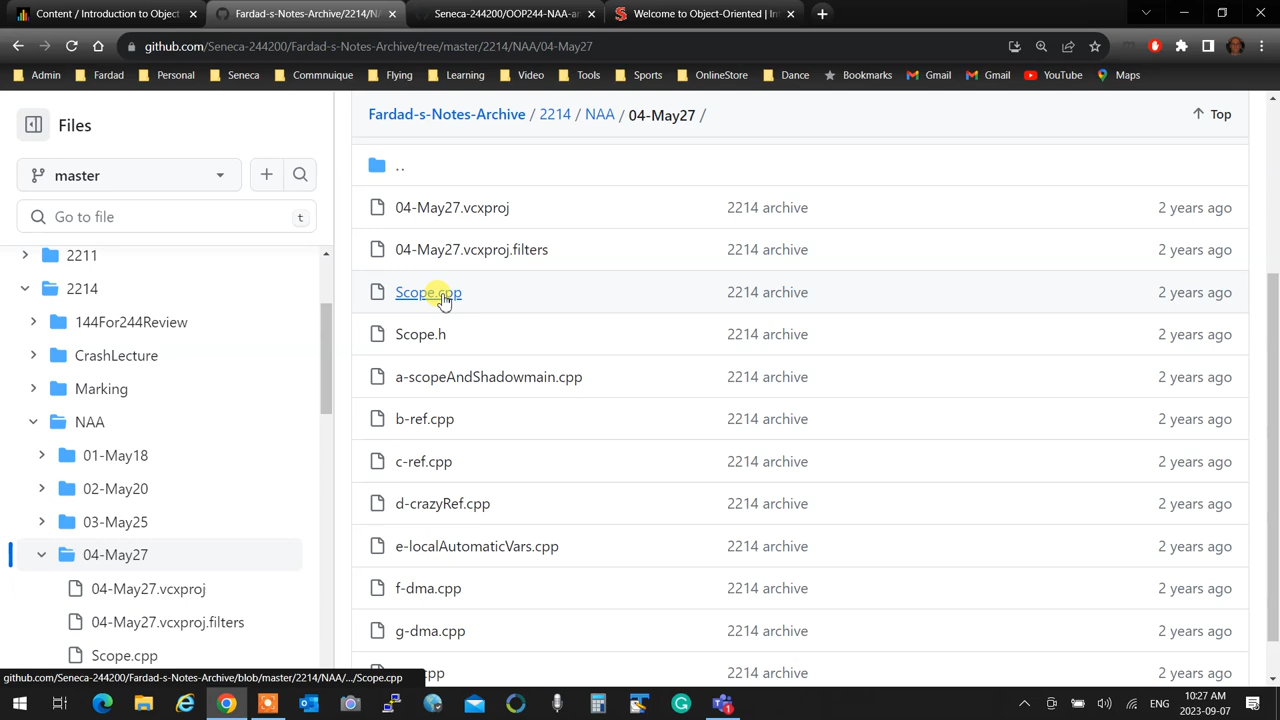 Content / Introduction to Object
Fardad-s-Notes-Archive/2214/NA
Seneca-244200/OOP244-NAA-ar
Welcome to Object-Oriented | Int
github.com/Seneca-244200/Fardad-s-Notes-Archive/tree/master/2214/NAA/04-May27
Admin Fardad Personal Seneca Commnuique Flying Learning Video Tools Sports OnlineStore Dance Bookmarks Gmail Gmail YouTube Maps
Files
Fardad-s-Notes-Archive / 2214 / NAA / 04-May27 /
Top
master
Go to file t
2211
2214
144For244Review
CrashLecture
Marking
NAA
01-May18
02-May20
03-May25
04-May27
04-May27.vcxproj
04-May27.vcxproj.filters
Scope.cpp
..
04-May27.vcxproj 2214 archive 2 years ago
04-May27.vcxproj.filters 2214 archive 2 years ago
Scope.cpp 2214 archive 2 years ago
Scope.h 2214 archive 2 years ago
a-scopeAndShadowmain.cpp 2214 archive 2 years ago
b-ref.cpp 2214 archive 2 years ago
c-ref.cpp 2214 archive 2 years ago
d-crazyRef.cpp 2214 archive 2 years ago
e-localAutomaticVars.cpp 2214 archive 2 years ago
f-dma.cpp 2214 archive 2 years ago
g-dma.cpp 2214 archive 2 years ago
.cpp 2214 archive 2 years ago
github.com/Seneca-244200/Fardad-s-Notes-Archive/blob/master/2214/NAA/.../Scope.cpp
ENG
10:27 AM
2023-09-07